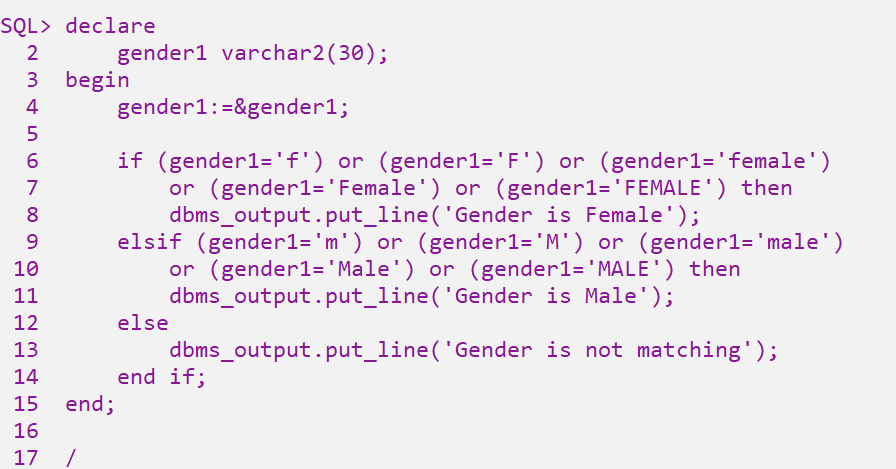 SQL> declare
  2      gender1 varchar2(30);
  3  begin
  4      gender1:=&gender1;
  5
  6      if (gender1='f') or (gender1='F') or (gender1='female')
  7          or (gender1='Female') or (gender1='FEMALE') then
  8          dbms_output.put_line('Gender is Female');
  9      elsif (gender1='m') or (gender1='M') or (gender1='male')
 10          or (gender1='Male') or (gender1='MALE') then
 11          dbms_output.put_line('Gender is Male');
 12      else
 13          dbms_output.put_line('Gender is not matching');
 14      end if;
 15  end;
 16
 17  /